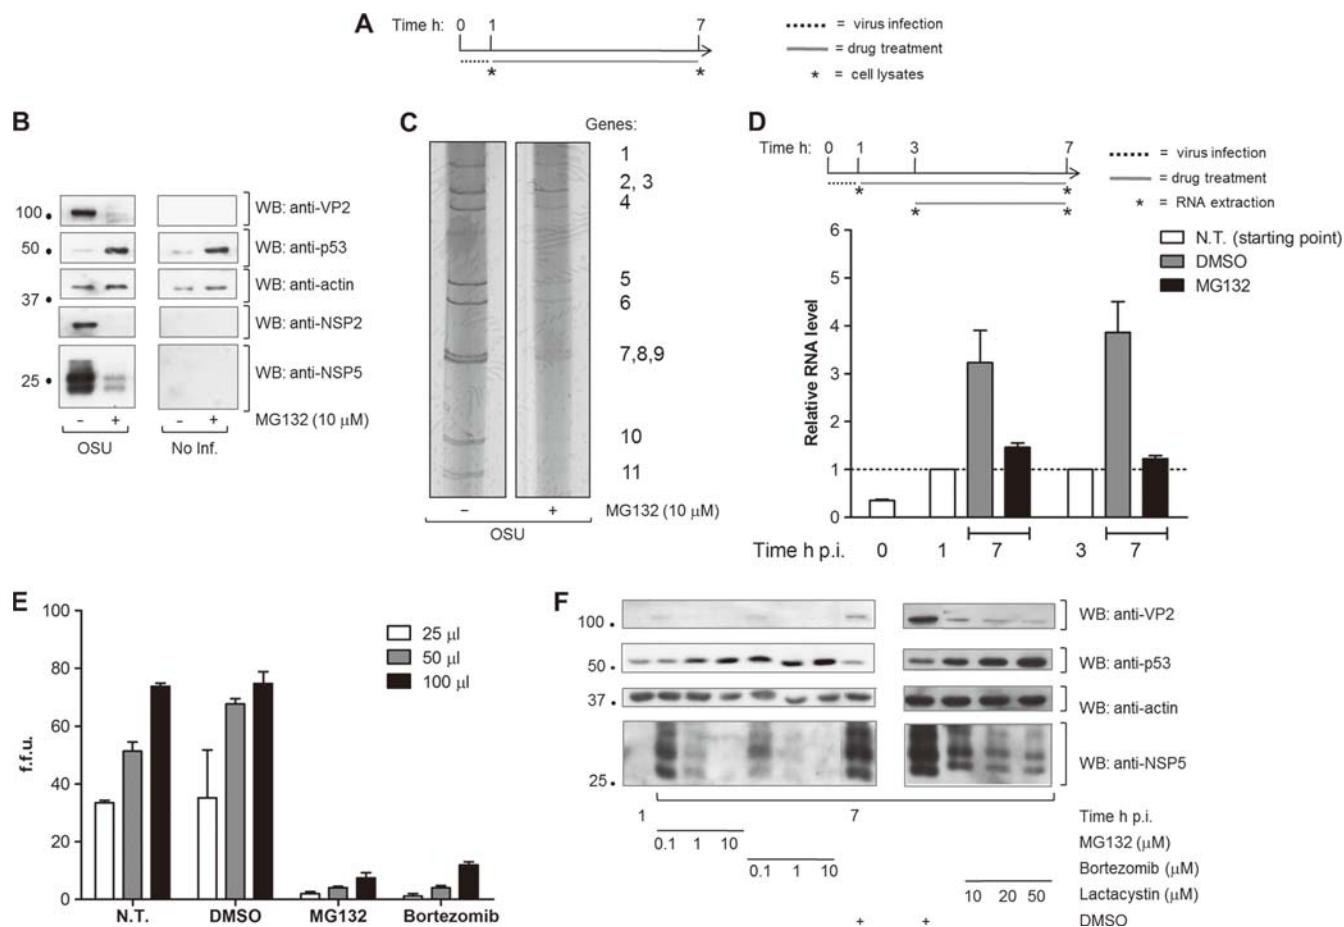 A
Time h: 0 1 7
= virus infection
= drug treatment
* = cell lysates
* *
B
100
50
37
25
WB: anti-VP2
WB: anti-p53
WB: anti-actin
WB: anti-NSP2
WB: anti-NSP5
- + - + MG132 (10 μM)
OSU No Inf.
C
Genes:
1
2, 3
4
5
6
7,8,9
10
11
- + MG132 (10 μM)
OSU
D
Time h: 0 1 3 7
= virus infection
= drug treatment
* = RNA extraction
* *
* *
N.T. (starting point)
DMSO
MG132
Relative RNA level
6
5
4
3
2
1
0
Time h p.i. 0 1 7 3 7
E
f.f.u.
100
80
60
40
20
0
25 μl
50 μl
100 μl
N.T. DMSO MG132 Bortezomib
F
100
50
37
25
WB: anti-VP2
WB: anti-p53
WB: anti-actin
WB: anti-NSP5
1 7 Time h p.i.
0.1 1 10 MG132 (μM)
0.1 1 10 Bortezomib (μM)
10 20 50 Lactacystin (μM)
+ + DMSO